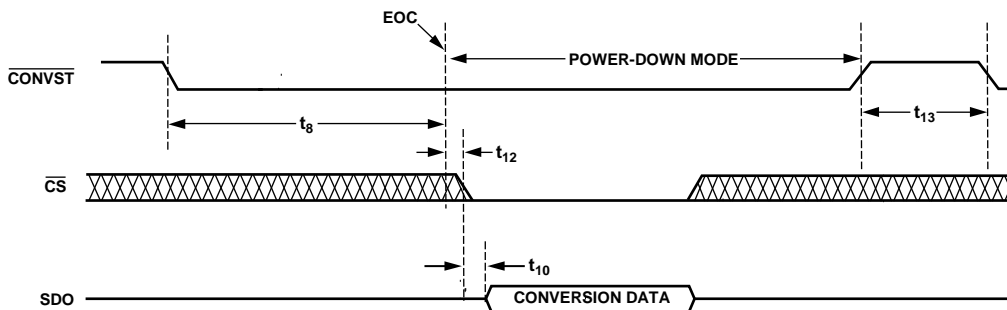 EOC
POWER-DOWN MODE
CONVST
t8
t13
t12
CS
t10
SDO
CONVERSION DATA